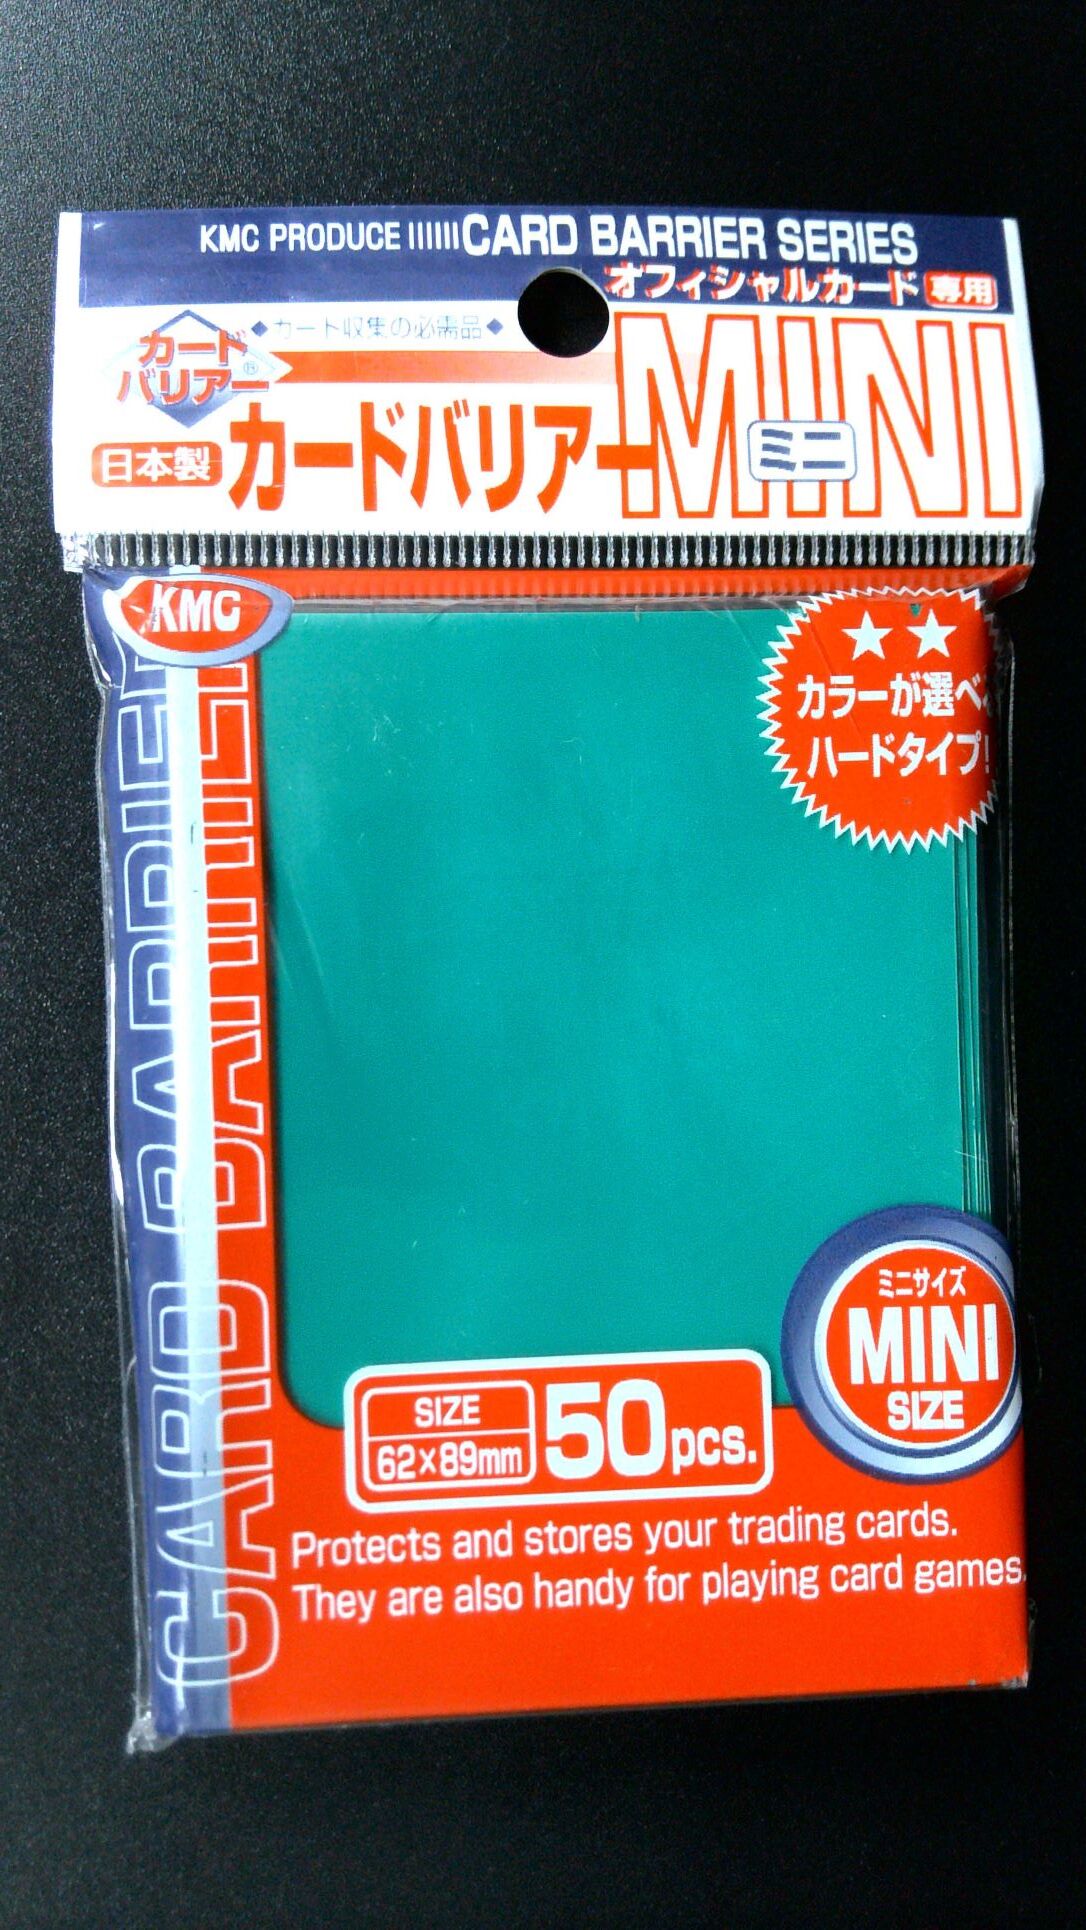 KMC PRODUCE CARD BARRIER SERIES
オフィシャルカード 専用
◆カード収集の必需品◆
カード
バリアー®
日本製 カードバリアーMINI
ミニ
KMC
★★
カラーが選べ
ハードタイプ!
CARD BARRIER
ミニサイズ
MINI
SIZE
SIZE
62×89mm
50pcs.
Protects and stores your trading cards.
They are also handy for playing card games.